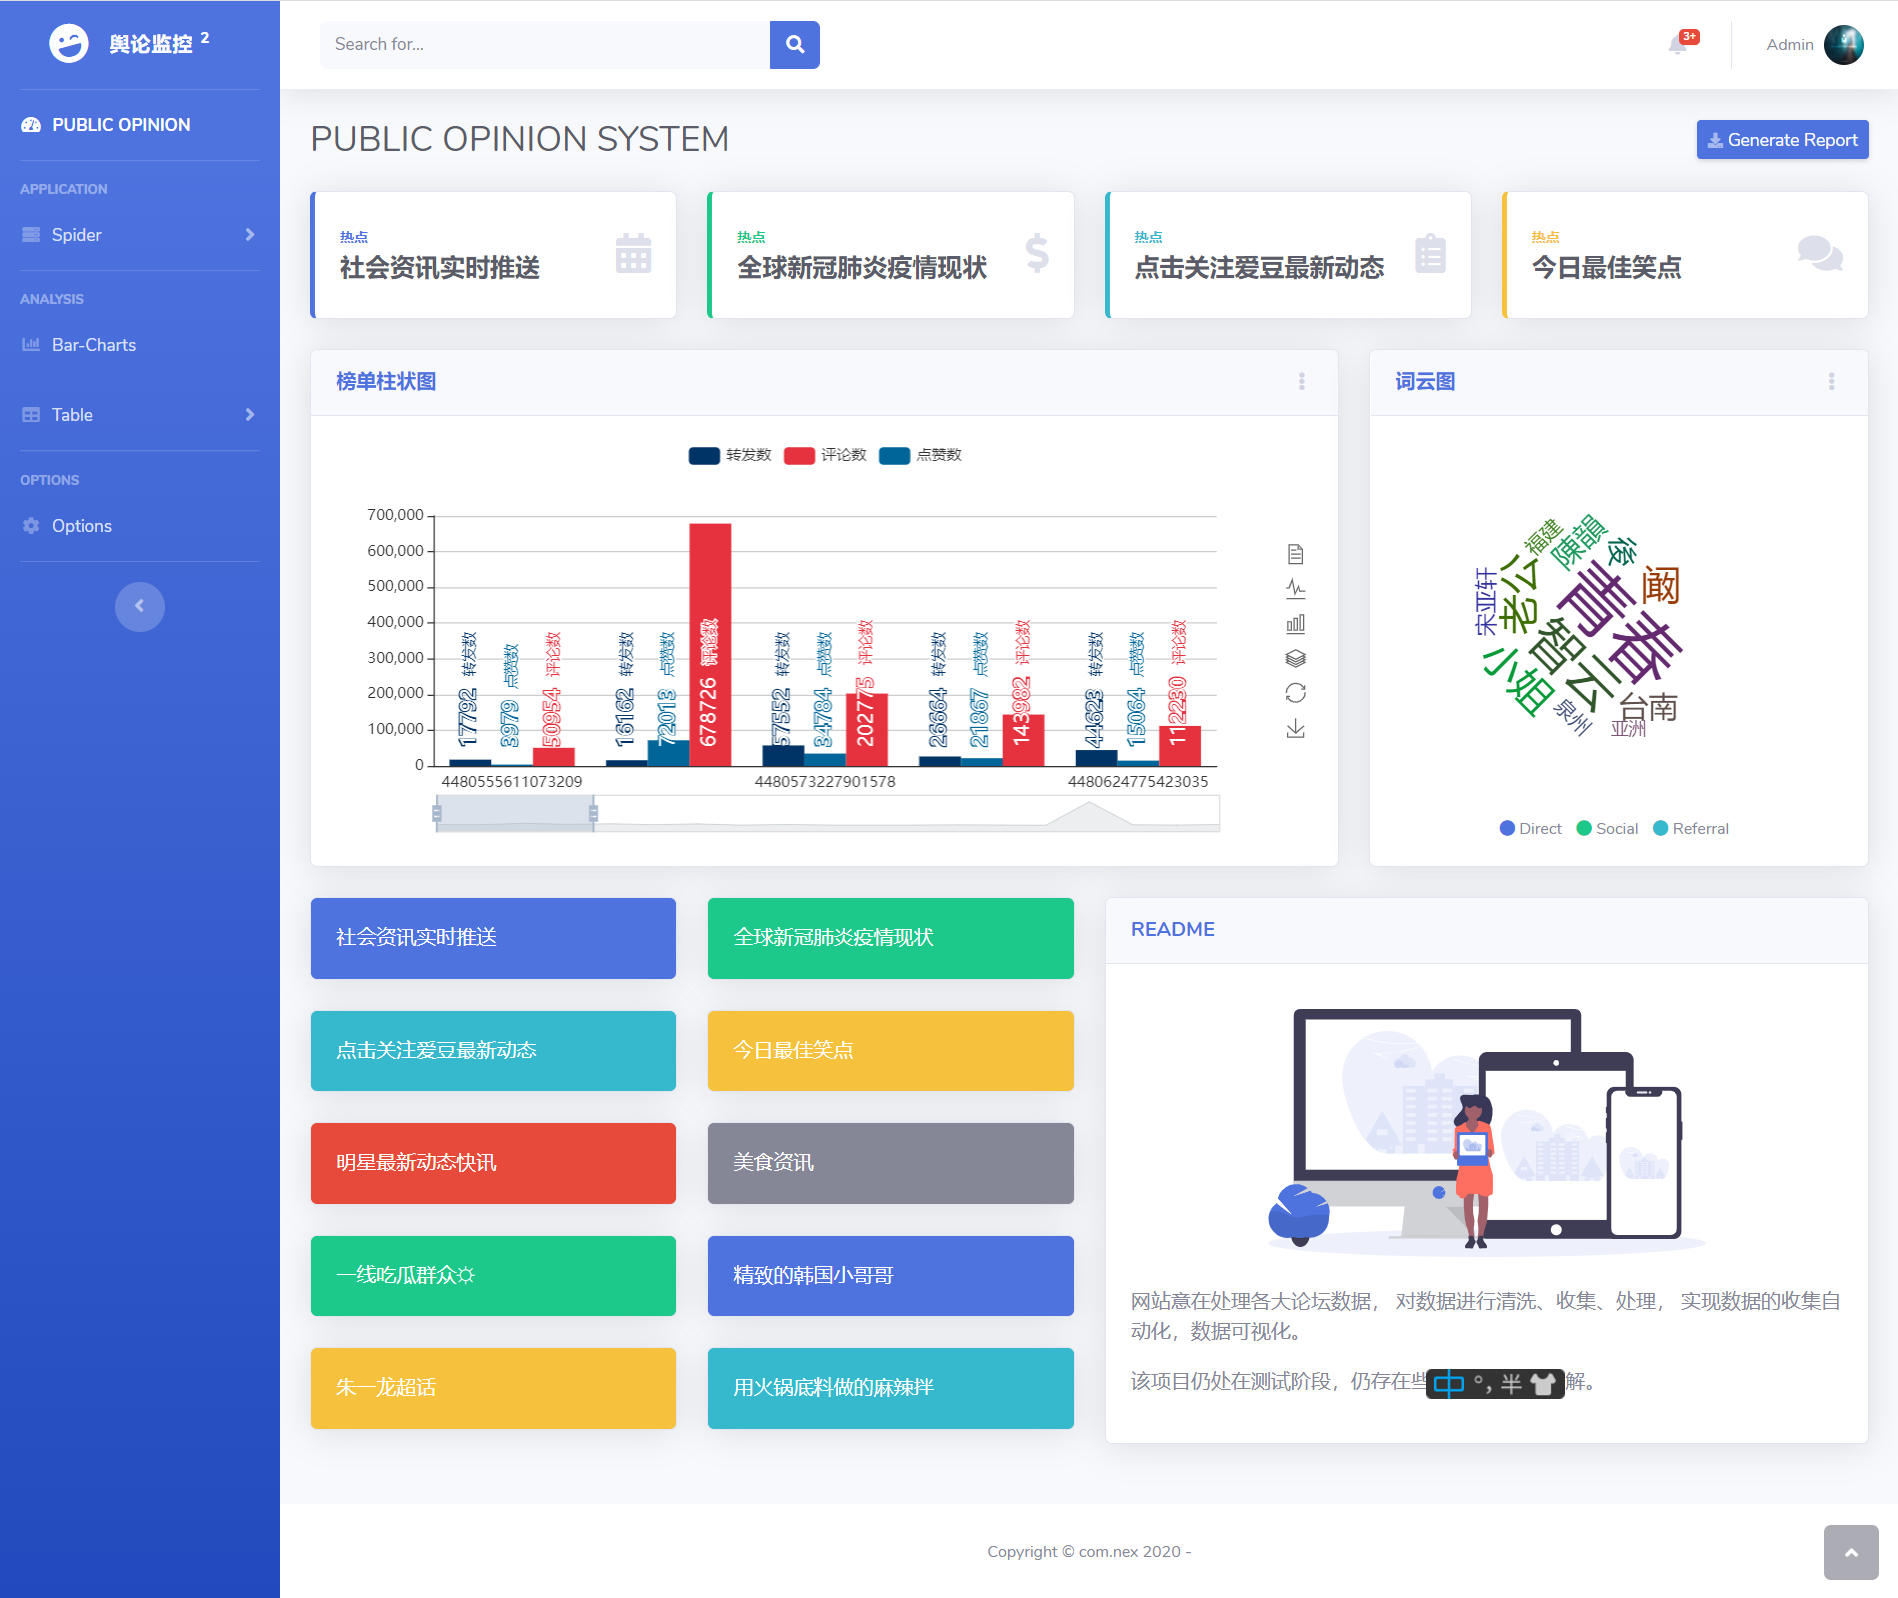 舆论监控 2
Search for...
3+
Admin
PUBLIC OPINION
APPLICATION
Spider
ANALYSIS
Bar-Charts
Table
OPTIONS
Options
PUBLIC OPINION SYSTEM
Generate Report
热点
社会资讯实时推送
热点
全球新冠肺炎疫情现状
热点
点击关注爱豆最新动态
热点
今日最佳笑点
榜单柱状图
转发数 评论数 点赞数
700,000
600,000
500,000
400,000
300,000
200,000
100,000
0
17792 转发数
3979 点赞数
50954 评论数
16162 转发数
72013 点赞数
678726 评论数
57552 转发数
34784 点赞数
202775 评论数
26664 转发数
21867 点赞数
143982 评论数
44623 转发数
15064 点赞数
112230 评论数
4480555611073209
4480573227901578
4480624775423035
词云图
福建
陳韻
後
阚
宋亚轩
老公
青春
智云
小姐
台南
泉州
亚洲
Direct Social Referral
社会资讯实时推送
全球新冠肺炎疫情现状
点击关注爱豆最新动态
今日最佳笑点
明星最新动态快讯
美食资讯
一线吃瓜群众
精致的韩国小哥哥
朱一龙超话
用火锅底料做的麻辣拌
README
网站意在处理各大论坛数据， 对数据进行清洗、收集、处理， 实现数据的收集自
动化，数据可视化。
该项目仍处在测试阶段，仍存在些 中 °, 半 解。
Copyright © com.nex 2020 -